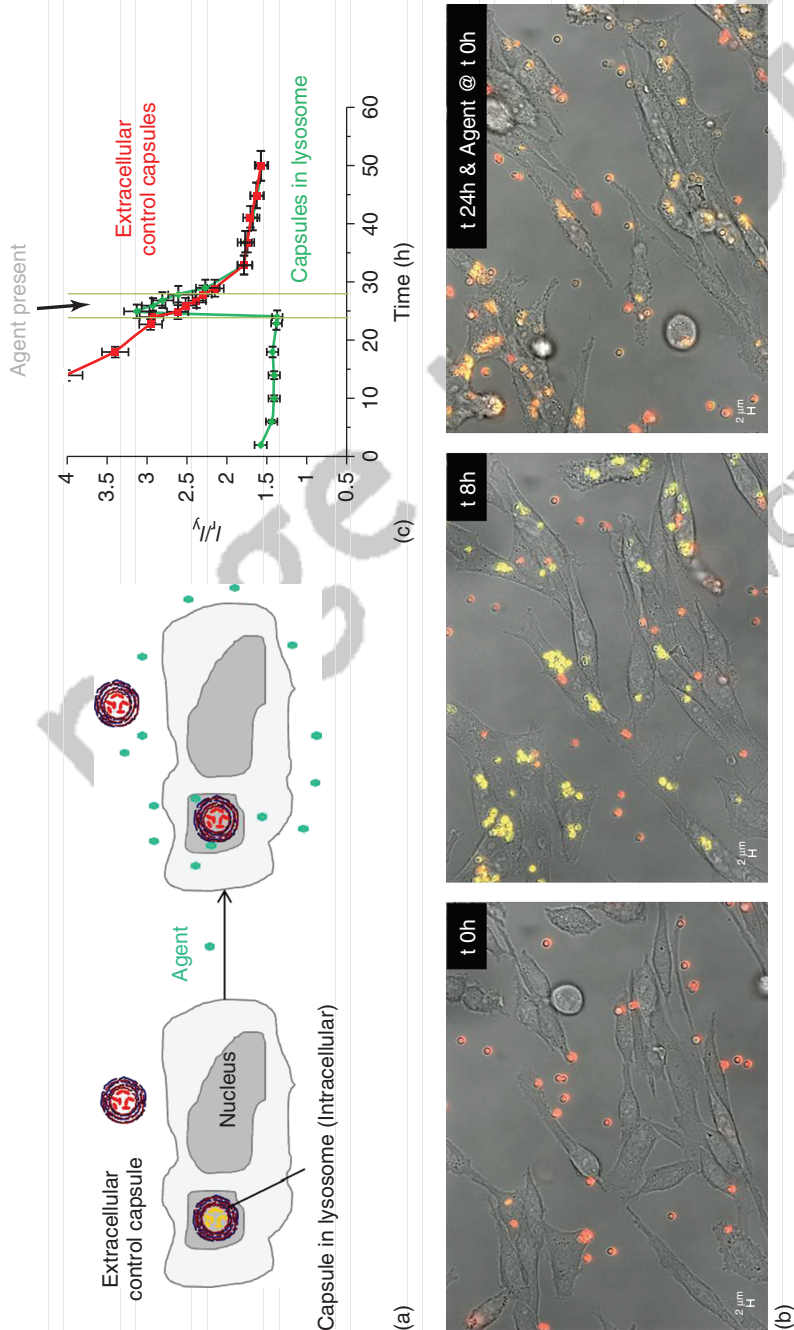 Extracellular
control capsule
Nucleus
Capsule in lysosome (Intracellular)
Agent
(a)
Agent present
Extracellular
control capsules
Capsules in lysosome
I_r/I_y
4
3.5
3
2.5
2
1.5
1
0.5
0
10
20
30
40
50
60
Time (h)
(c)
t 0h
2 µm
t 8h
2 µm
t 24h & Agent @ t 0h
2 µm
(b)